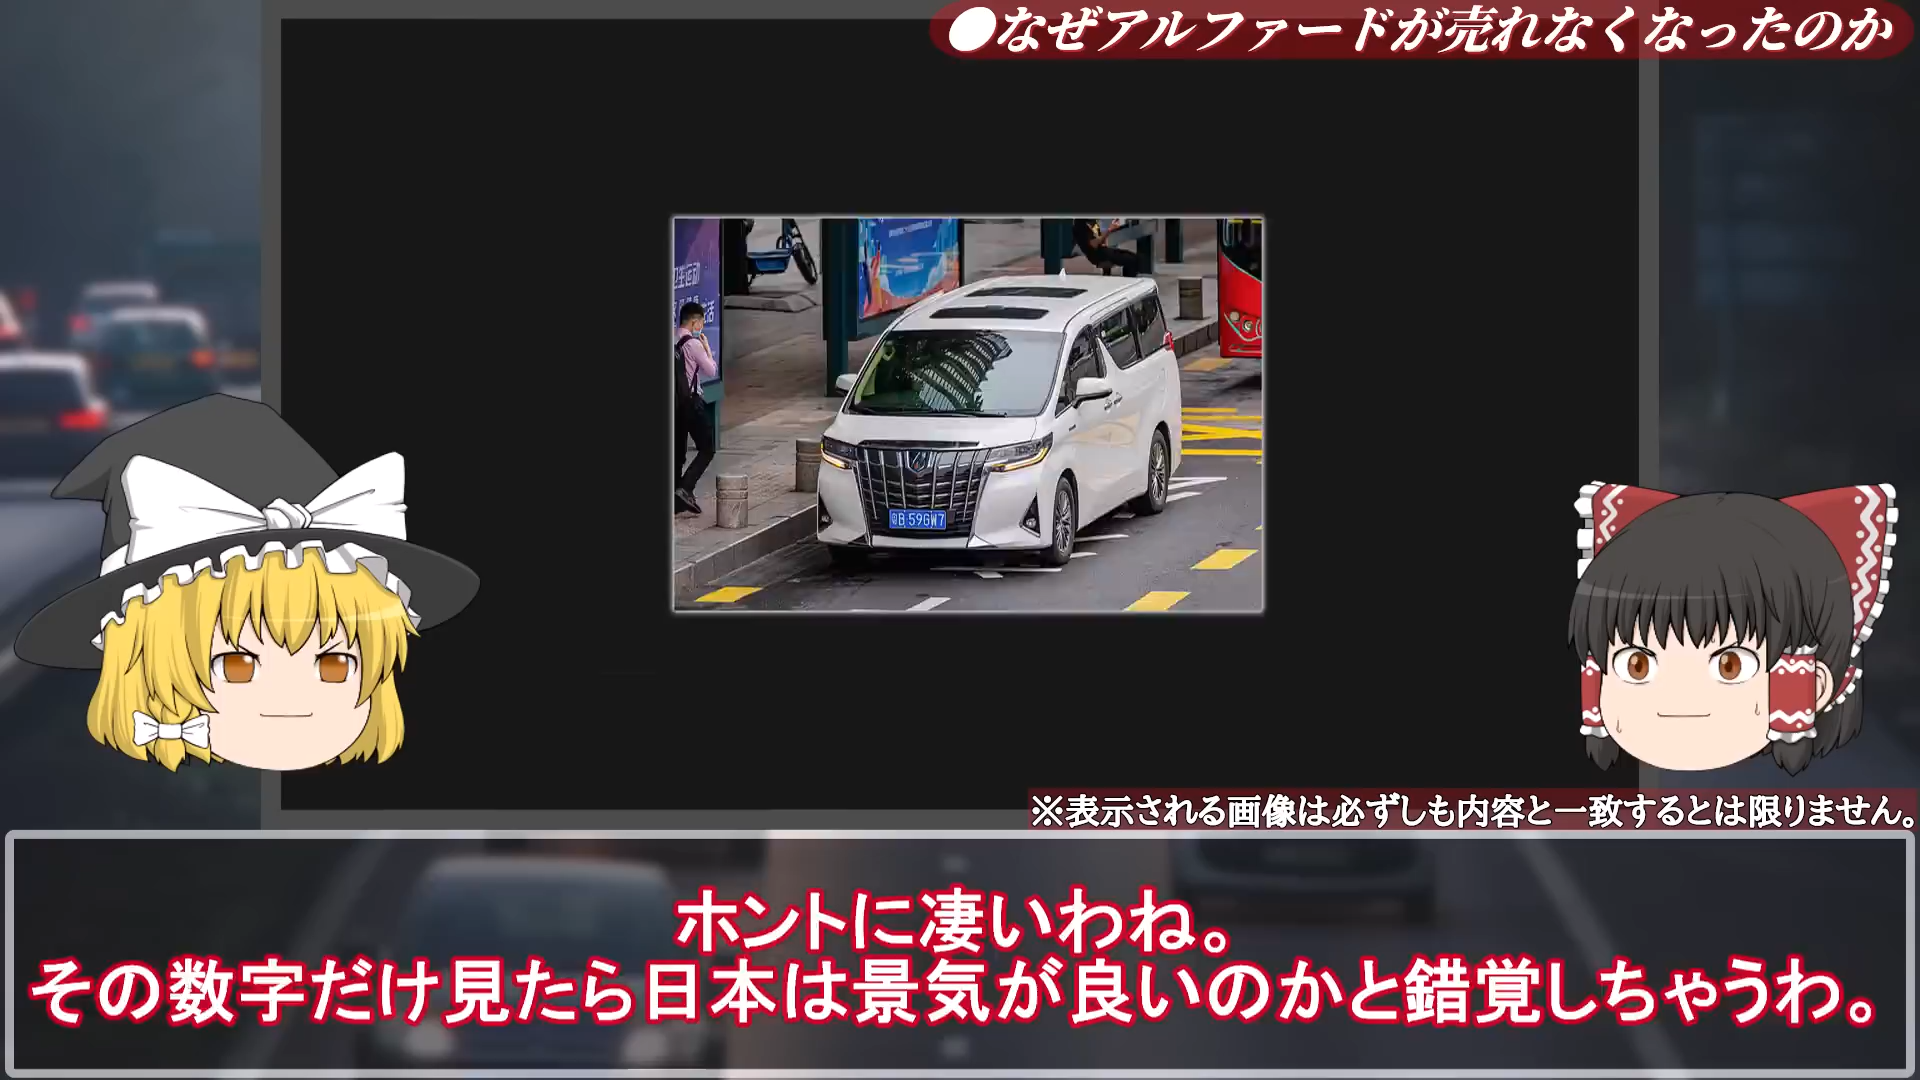 ●なぜアルファードが売れなくなったのか
粤B 59GW7
※表示される画像は必ずしも内容と一致するとは限りません。
ホントに凄いわね。
その数字だけ見たら日本は景気が良いのかと錯覚しちゃうわ。